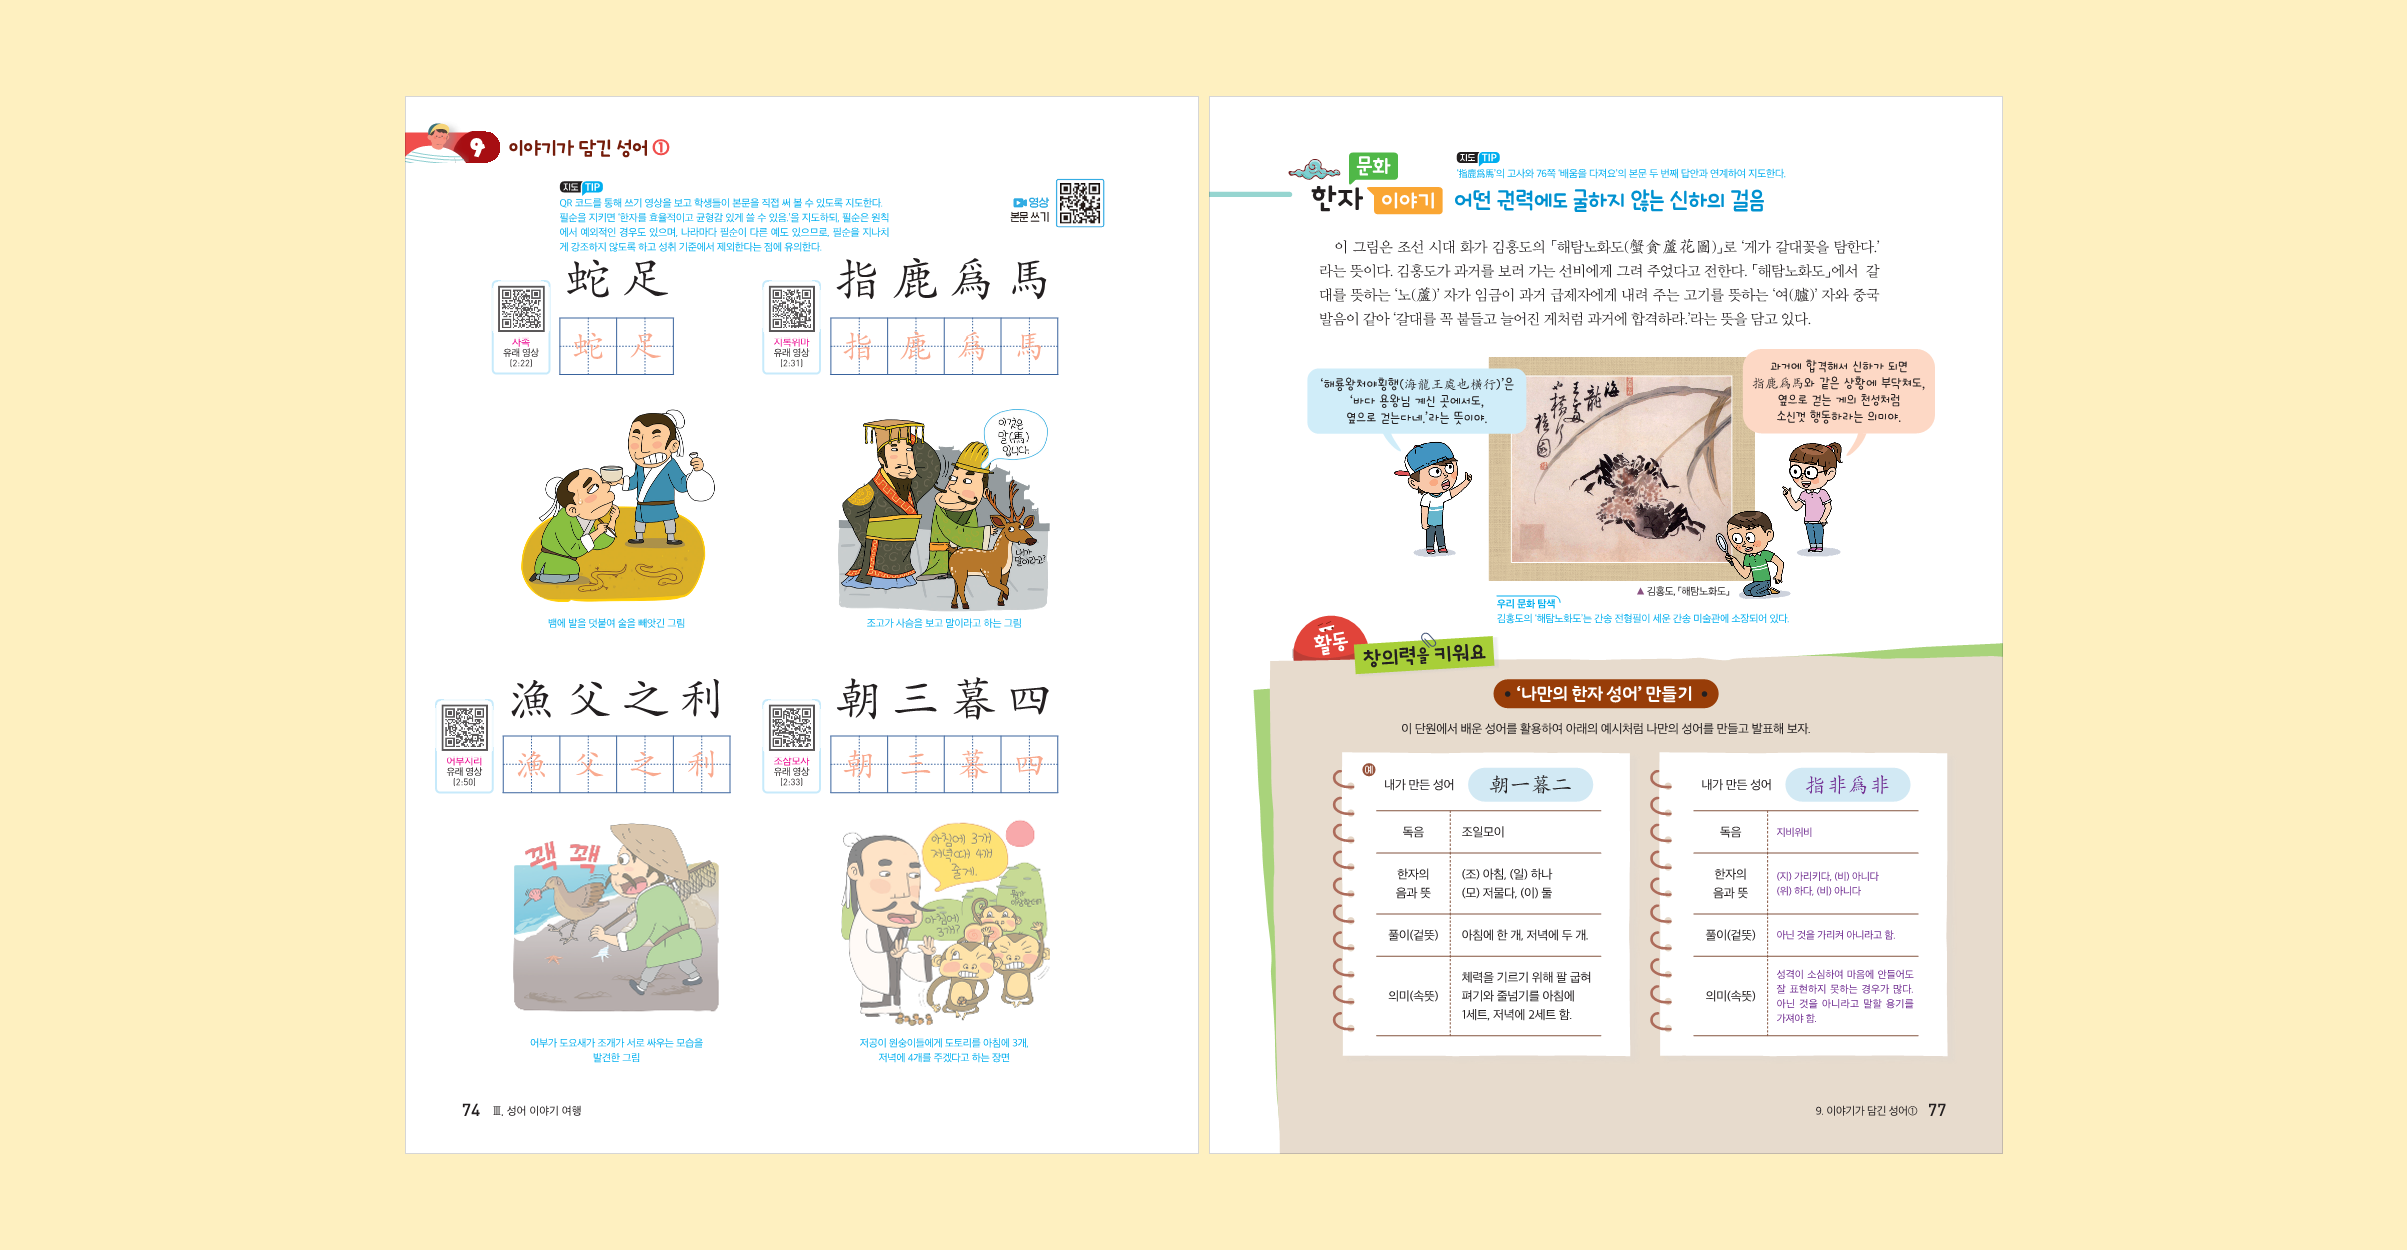 9 이야기가 담긴 성어 ①
지도 TIP
QR 코드를 통해 쓰기 영상을 보고 학생들이 본문을 직접 써 볼 수 있도록 지도한다.
필순을 지키면 '한자를 효율적이고 균형감 있게 쓸 수 있음.'을 지도하되, 필순은 원칙
에서 예외적인 경우도 있으며, 나라마다 필순이 다른 예도 있으므로, 필순을 지나치
게 강조하지 않도록 하고 성취 기준에서 제외한다는 점에 유의한다.
영상
본문 쓰기
蛇足
사족
유래 영상
(2:22)
蛇足
指鹿爲馬
지록위마
유래 영상
(2:31)
指鹿爲馬
이것은
말(馬)
입니다.
내가
말이라고?
뱀에 발을 덧붙여 술을 빼앗긴 그림
조고가 사슴을 보고 말이라고 하는 그림
漁父之利
어부지리
유래 영상
(2:50)
漁父之利
朝三暮四
조삼모사
유래 영상
(2:33)
朝三暮四
꽥 꽥
아침에 3개
저녁때 4개
줄게.
아침에
3개?
어부가 도요새가 조개가 서로 싸우는 모습을
발견한 그림
저공이 원숭이들에게 도토리를 아침에 3개,
저녁에 4개를 주겠다고 하는 장면
74 Ⅲ. 성어 이야기 여행
문화
한자 이야기
지도 TIP
'指鹿爲馬'의 고사와 76쪽 '배움을 다져요'의 본문 두 번째 답안과 연계하여 지도한다.
어떤 권력에도 굴하지 않는 신하의 걸음
이 그림은 조선 시대 화가 김홍도의 「해탐노화도(蟹貪蘆花圖)」로 '게가 갈대꽃을 탐한다.'
라는 뜻이다. 김홍도가 과거를 보러 가는 선비에게 그려 주었다고 전한다. 「해탐노화도」에서 갈
대를 뜻하는 '노(蘆)' 자가 임금이 과거 급제자에게 내려 주는 고기를 뜻하는 '여(臚)' 자와 중국
발음이 같아 '갈대를 꼭 붙들고 늘어진 게처럼 과거에 합격하라.'라는 뜻을 담고 있다.
'해룡왕처야횡행(海龍王處也橫行)'은
'바다 용왕님 계신 곳에서도,
옆으로 걷는다네.'라는 뜻이야.
海龍王處也橫行
과거에 합격해서 신하가 되면
指鹿爲馬와 같은 상황에 부닥쳐도,
옆으로 걷는 게의 천성처럼
소신껏 행동하라는 의미야.
▲ 김홍도, 「해탐노화도」
우리 문화 탐색
김홍도의 '해탐노화도'는 간송 전형필이 세운 간송 미술관에 소장되어 있다.
활동
창의력을 키워요
'나만의 한자 성어' 만들기
이 단원에서 배운 성어를 활용하여 아래의 예시처럼 나만의 성어를 만들고 발표해 보자.
예 내가 만든 성어 朝一暮二
독음 조일모이
한자의
음과 뜻
(조) 아침, (일) 하나
(모) 저물다, (이) 둘
풀이(겉뜻) 아침에 한 개, 저녁에 두 개.
의미(속뜻)
체력을 기르기 위해 팔 굽혀
펴기와 줄넘기를 아침에
1세트, 저녁에 2세트 함.
내가 만든 성어 指非爲非
독음 지비위비
한자의
음과 뜻
(지) 가리키다, (비) 아니다
(위) 하다, (비) 아니다
풀이(겉뜻) 아닌 것을 가리켜 아니라고 함.
의미(속뜻)
성격이 소심하여 마음에 안들어도
잘 표현하지 못하는 경우가 많다.
아닌 것을 아니라고 말할 용기를
가져야 함.
9. 이야기가 담긴 성어① 77